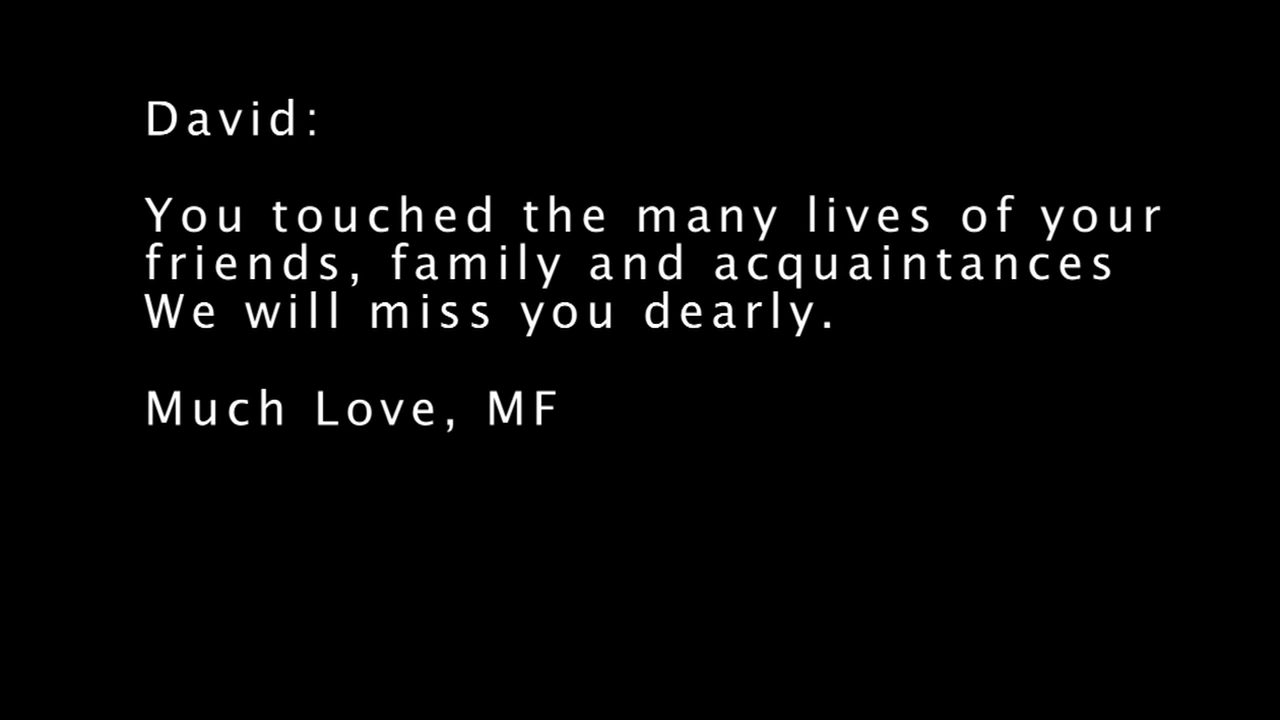 David:
You touched the many lives of your
friends, family and acquaintances
We will miss you dearly.
Much Love, MF